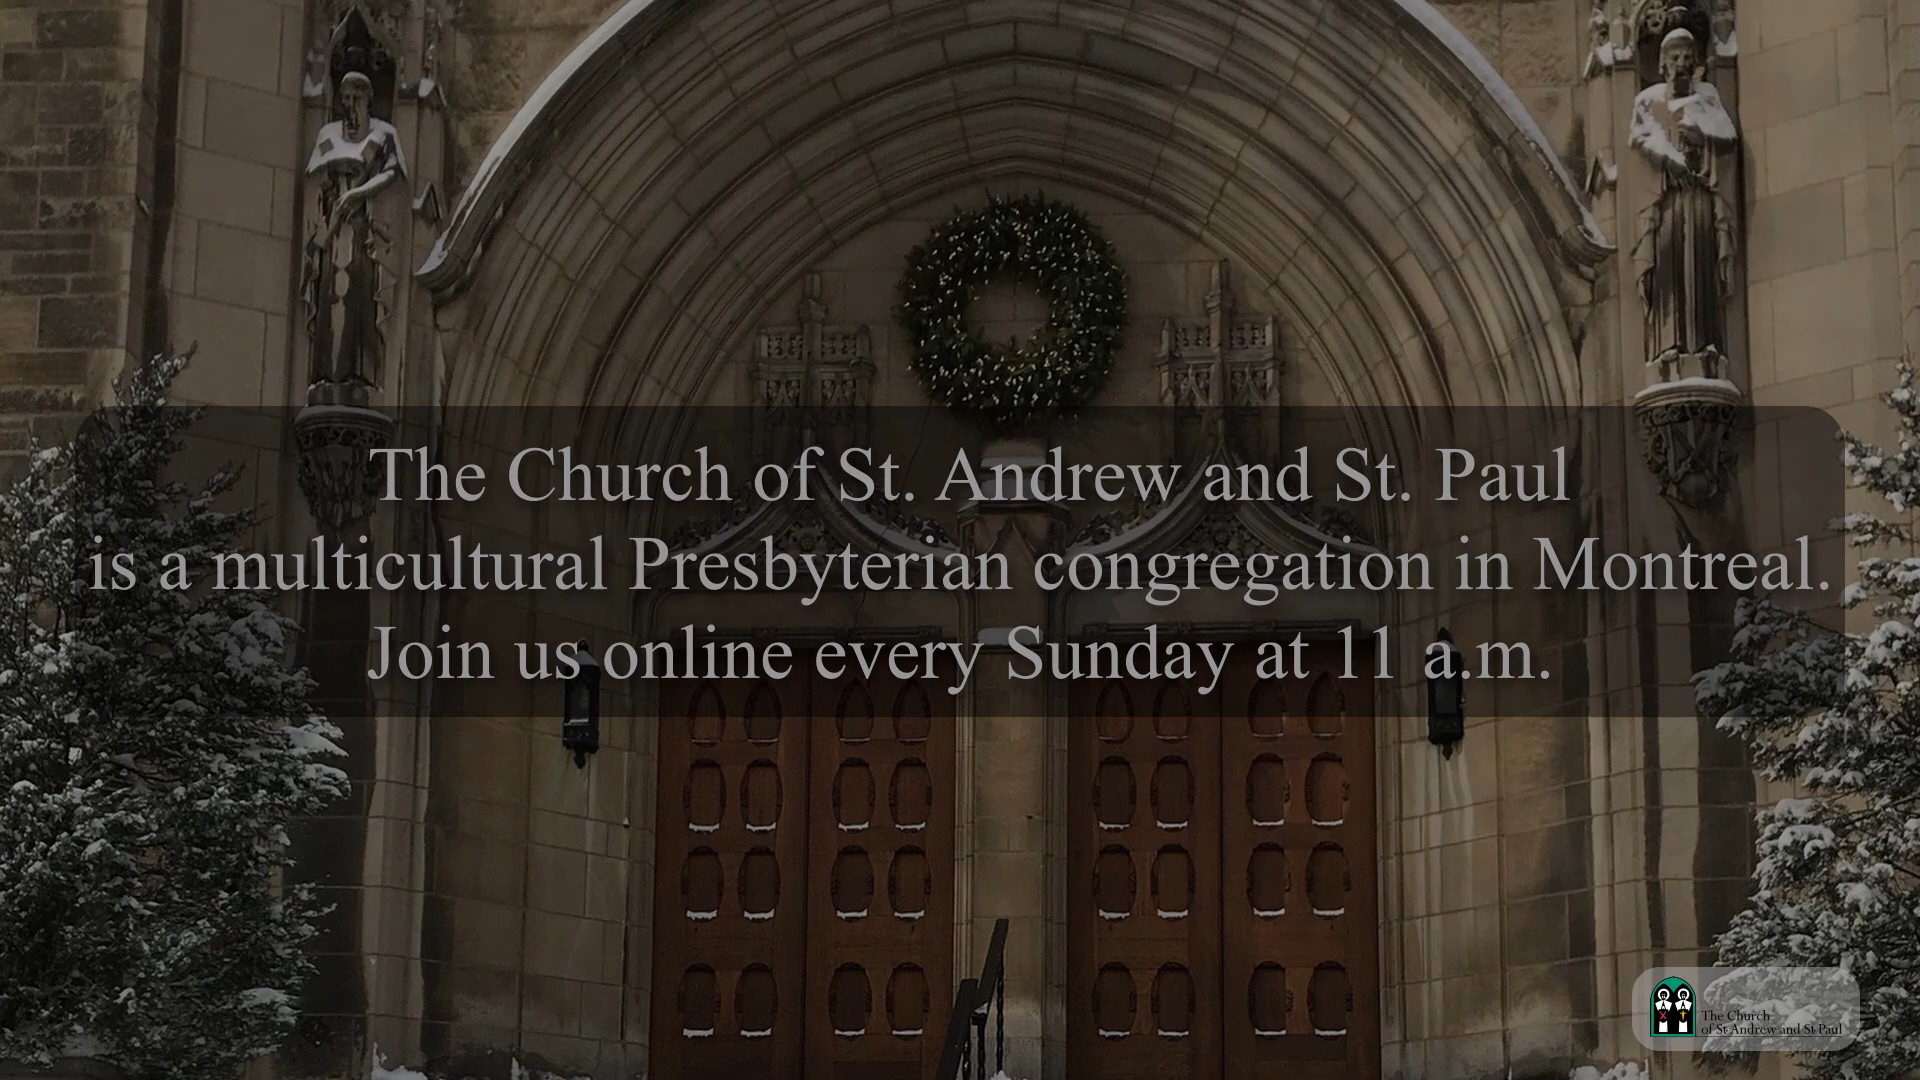 The Church of St. Andrew and St. Paul
is a multicultural Presbyterian congregation in Montreal.
Join us online every Sunday at 11 a.m.
The Church
of St Andrew and St Paul